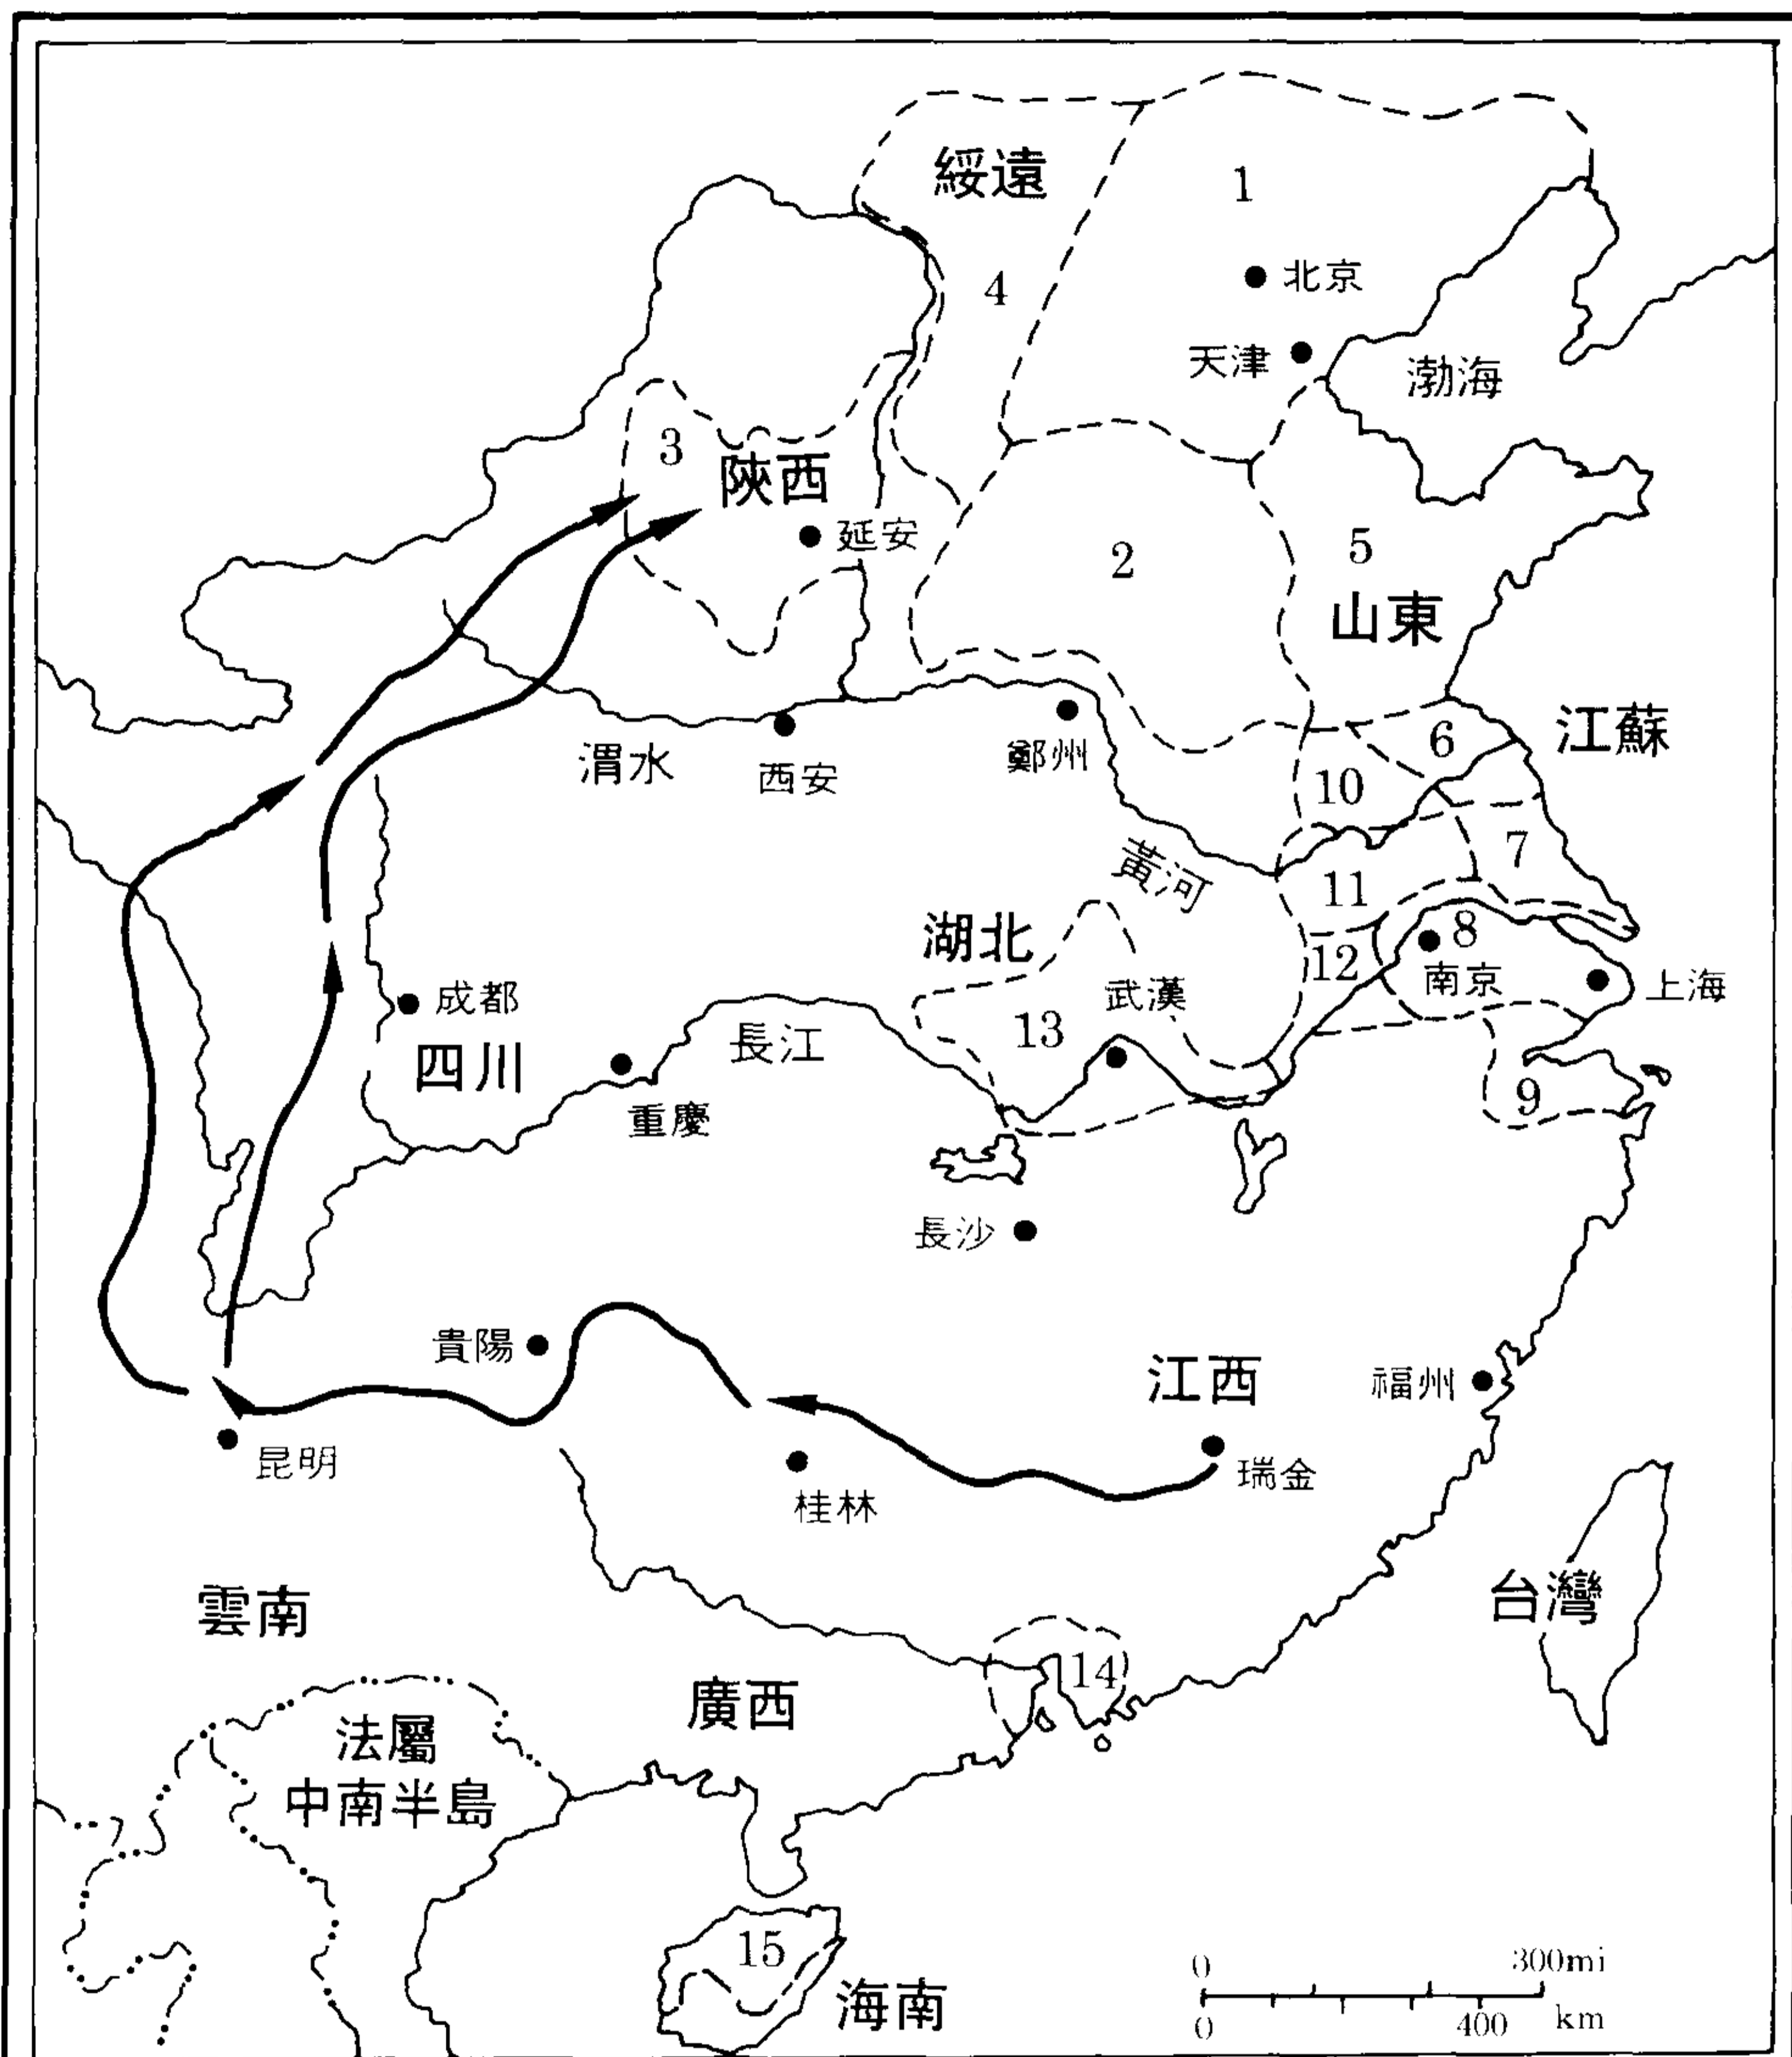 綏遠
1
北京
4
天津
渤海
3
陝西
延安
2
5
山東
6
江蘇
渭水
西安
鄭州
10
7
黃河
11
湖北
8
12
南京
上海
成都
武漢
13
長江
四川
9
重慶
長沙
貴陽
江西
福州
昆明
瑞金
桂林
雲南
台灣
14
廣西
法屬
中南半島
15
海南
0 300mi
0 400 km